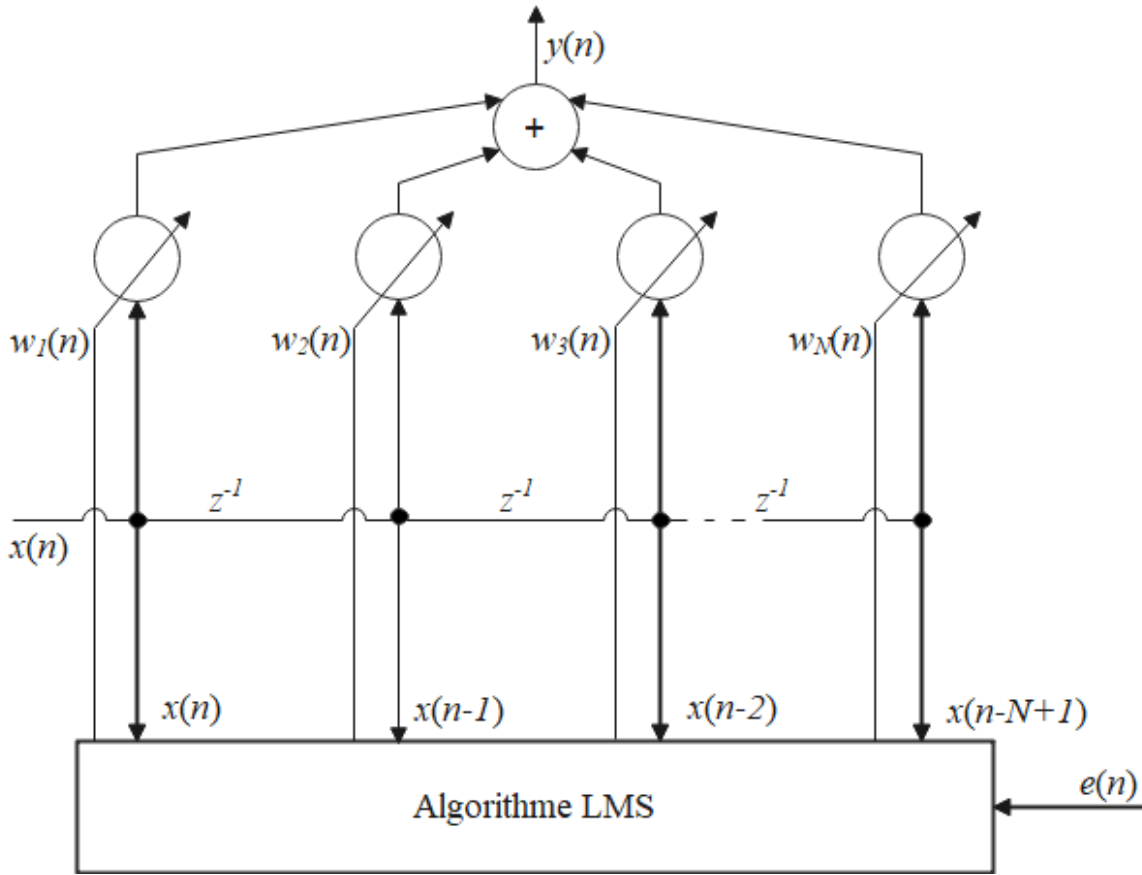 y(n)
+
w1(n) w2(n) w3(n) wN(n)
z-1 z-1 z-1
x(n)
x(n) x(n-1) x(n-2) x(n-N+1)
Algorithme LMS
e(n)